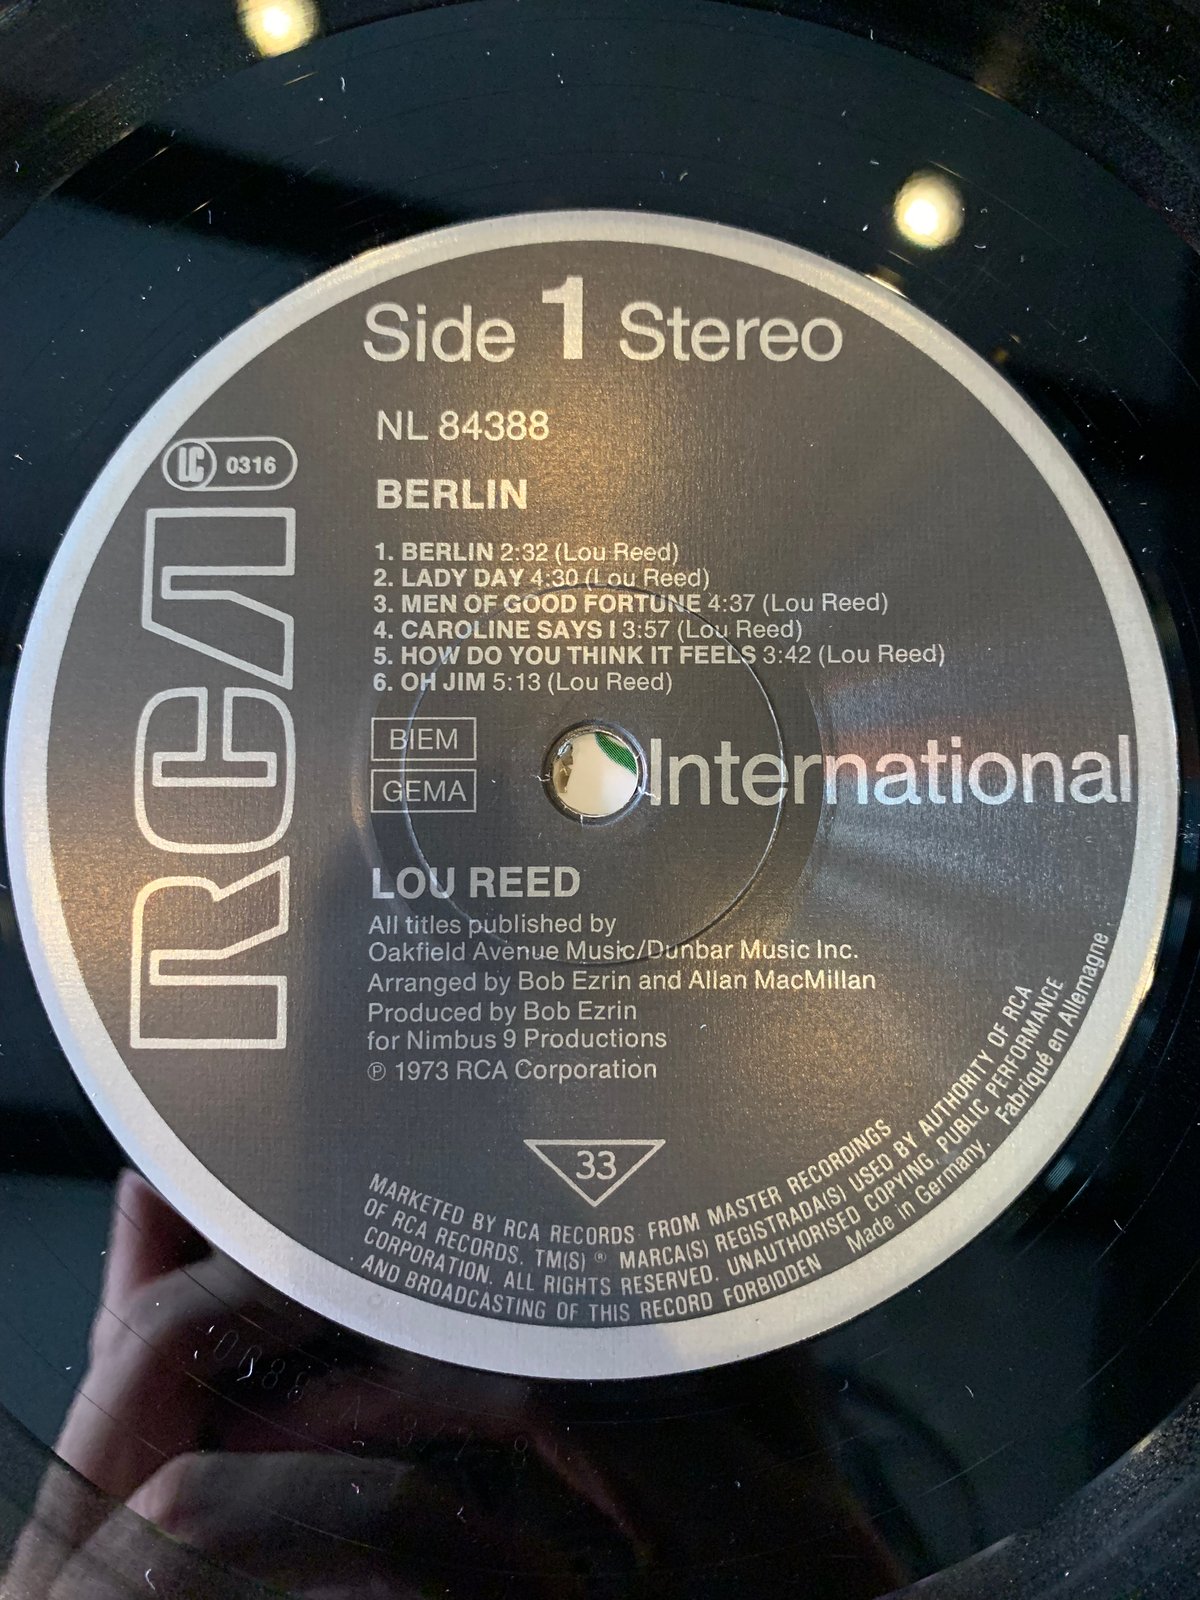 Side 1 Stereo
NL 84388
LC 0316
BERLIN
1. BERLIN 2:32 (Lou Reed)
2. LADY DAY 4:30 (Lou Reed)
3. MEN OF GOOD FORTUNE 4:37 (Lou Reed)
4. CAROLINE SAYS I 3:57 (Lou Reed)
5. HOW DO YOU THINK IT FEELS 3:42 (Lou Reed)
6. OH JIM 5:13 (Lou Reed)
RCA
BIEM
GEMA
International
LOU REED
All titles published by
Oakfield Avenue Music/Dunbar Music Inc.
Arranged by Bob Ezrin and Allan MacMillan
Produced by Bob Ezrin
for Nimbus 9 Productions
℗ 1973 RCA Corporation
33
MARKETED BY RCA RECORDS FROM MASTER RECORDINGS
OF RCA RECORDS. TM(S) ® MARCA(S) REGISTRADA(S) USED BY AUTHORITY OF RCA
CORPORATION. ALL RIGHTS RESERVED. UNAUTHORISED COPYING, PUBLIC PERFORMANCE
AND BROADCASTING OF THIS RECORD FORBIDDEN Made in Germany. Fabriqué en Allemagne.